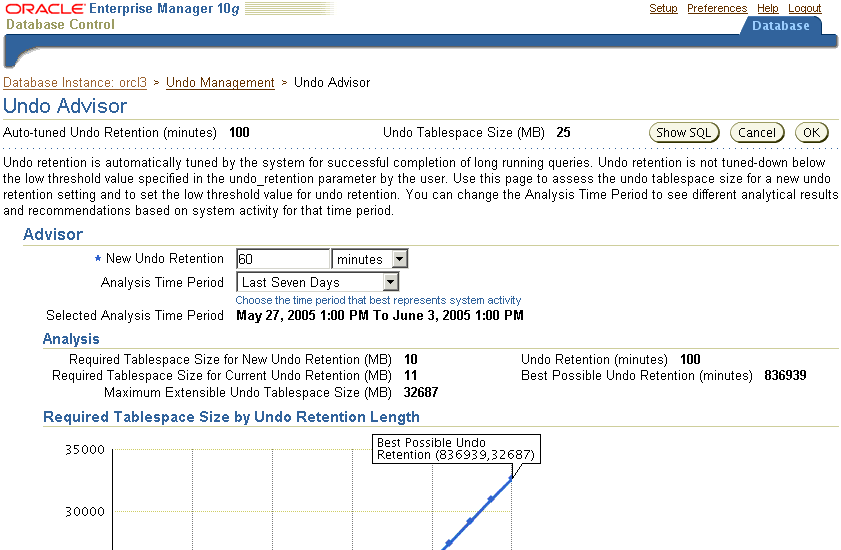 ORACLE Enterprise Manager 10g
Database Control
Setup Preferences Help Logout
Database
Database Instance: orcl3 > Undo Management > Undo Advisor
Undo Advisor
Auto-tuned Undo Retention (minutes) 100 Undo Tablespace Size (MB) 25 Show SQL Cancel OK
Undo retention is automatically tuned by the system for successful completion of long running queries. Undo retention is not tuned-down below
the low threshold value specified in the undo_retention parameter by the user. Use this page to assess the undo tablespace size for a new undo
retention setting and to set the low threshold value for undo retention. You can change the Analysis Time Period to see different analytical results
and recommendations based on system activity for that time period.
Advisor
* New Undo Retention 60 minutes
Analysis Time Period Last Seven Days
Choose the time period that best represents system activity
Selected Analysis Time Period May 27, 2005 1:00 PM To June 3, 2005 1:00 PM
Analysis
Required Tablespace Size for New Undo Retention (MB) 10 Undo Retention (minutes) 100
Required Tablespace Size for Current Undo Retention (MB) 11 Best Possible Undo Retention (minutes) 836939
Maximum Extensible Undo Tablespace Size (MB) 32687
Required Tablespace Size by Undo Retention Length
Best Possible Undo
Retention (836939,32687)
35000
30000